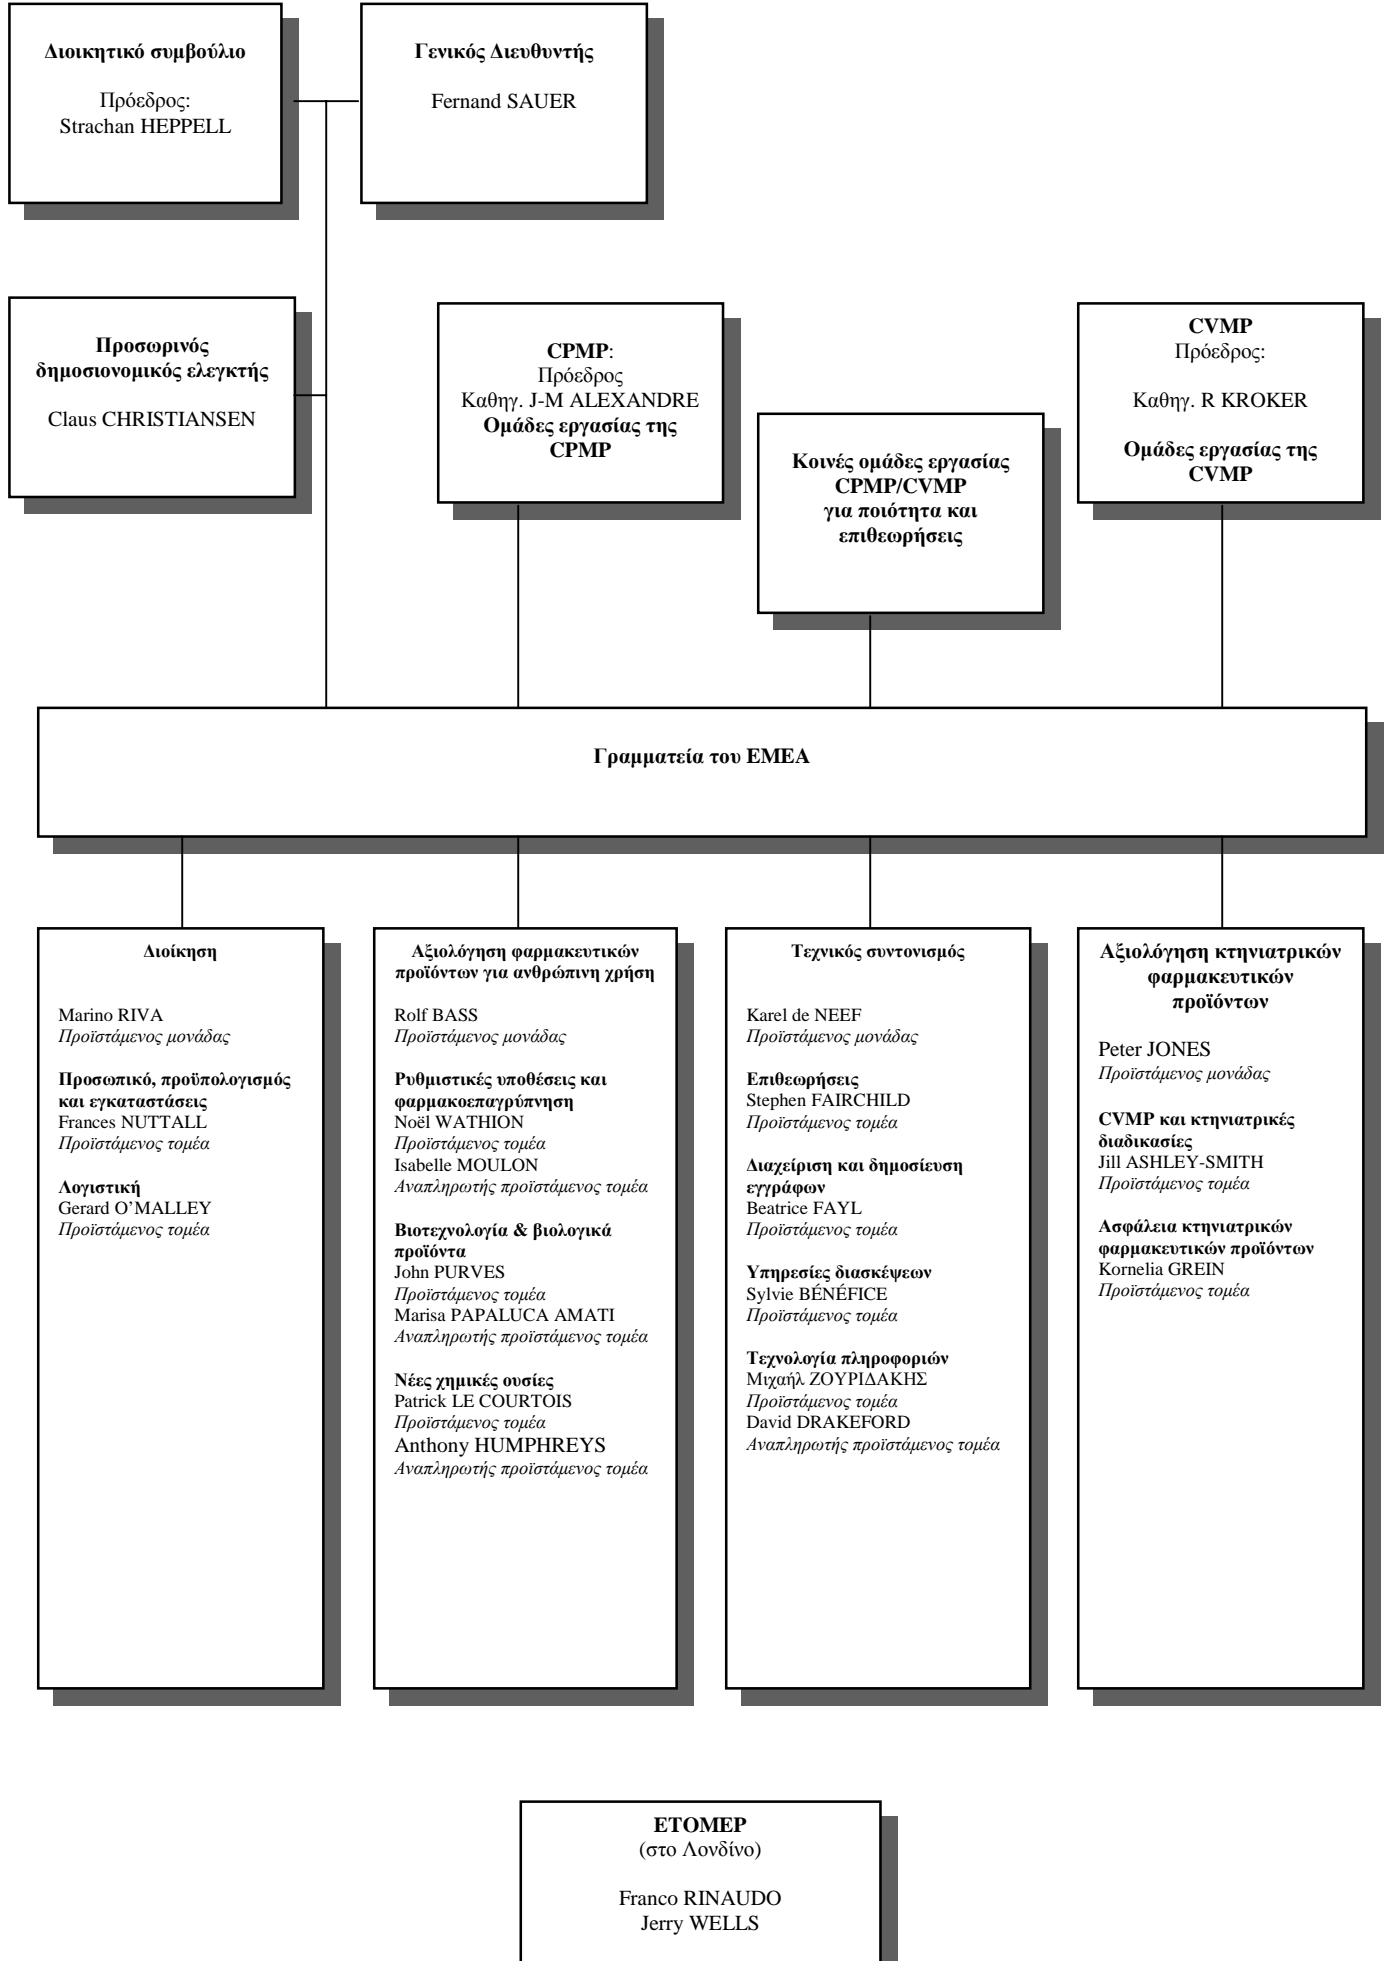 Διοικητικό συμβούλιο
Πρόεδρος:
Strachan HEPPELL
Γενικός Διευθυντής
Fernand SAUER
Προσωρινός
δημοσιονομικός ελεγκτής
Claus CHRISTIANSEN
CPMP:
Πρόεδρος
Καθηγ. J-M ALEXANDRE
Ομάδες εργασίας της
CPMP
Κοινές ομάδες εργασίας
CPMP/CVMP
για ποιότητα και
επιθεωρήσεις
CVMP
Πρόεδρος:
Καθηγ. R KROKER
Ομάδες εργασίας της
CVMP
Γραμματεία του EMEA
Διοίκηση
Marino RIVA
Προϊστάμενος μονάδας
Προσωπικό, προϋπολογισμός
και εγκαταστάσεις
Frances NUTTALL
Προϊστάμενος τομέα
Λογιστική
Gerard O’MALLEY
Προϊστάμενος τομέα
Αξιολόγηση φαρμακευτικών
προϊόντων για ανθρώπινη χρήση
Rolf BASS
Προϊστάμενος μονάδας
Ρυθμιστικές υποθέσεις και
φαρμακοεπαγρύπνηση
Noël WATHION
Προϊστάμενος τομέα
Isabelle MOULON
Αναπληρωτής προϊστάμενος τομέα
Βιοτεχνολογία & βιολογικά
προϊόντα
John PURVES
Προϊστάμενος τομέα
Marisa PAPALUCA AMATI
Αναπληρωτής προϊστάμενος τομέα
Νέες χημικές ουσίες
Patrick LE COURTOIS
Προϊστάμενος τομέα
Anthony HUMPHREYS
Αναπληρωτής προϊστάμενος τομέα
Τεχνικός συντονισμός
Karel de NEEF
Προϊστάμενος μονάδας
Επιθεωρήσεις
Stephen FAIRCHILD
Προϊστάμενος τομέα
Διαχείριση και δημοσίευση
εγγράφων
Beatrice FAYL
Προϊστάμενος τομέα
Υπηρεσίες διασκέψεων
Sylvie BÉNÉFICE
Προϊστάμενος τομέα
Τεχνολογία πληροφοριών
Μιχαήλ ΖΟΥΡΙΔΑΚΗΣ
Προϊστάμενος τομέα
David DRAKEFORD
Αναπληρωτής προϊστάμενος τομέα
Αξιολόγηση κτηνιατρικών
φαρμακευτικών
προϊόντων
Peter JONES
Προϊστάμενος μονάδας
CVMP και κτηνιατρικές
διαδικασίες
Jill ASHLEY-SMITH
Προϊστάμενος τομέα
Ασφάλεια κτηνιατρικών
φαρμακευτικών προϊόντων
Kornelia GREIN
Προϊστάμενος τομέα
ΕΤΟΜΕΡ
(στο Λονδίνο)
Franco RINAUDO
Jerry WELLS